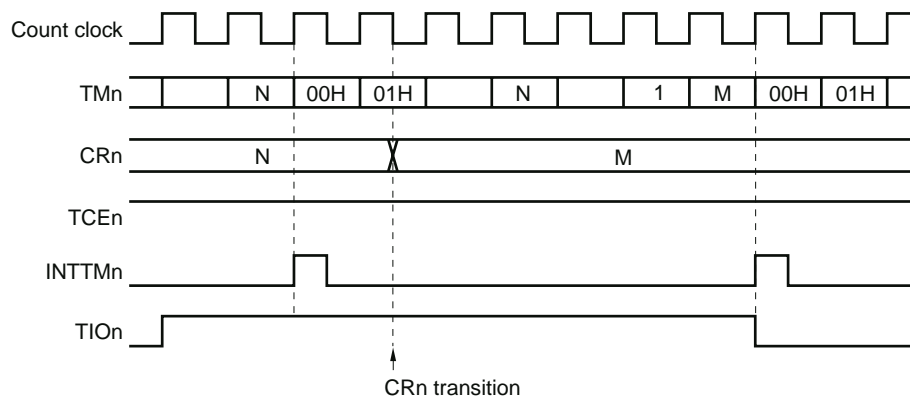 Count clock
TMn N 00H 01H N 1 M 00H 01H
CRn N M
TCEn
INTTMn
TIOn
CRn transition